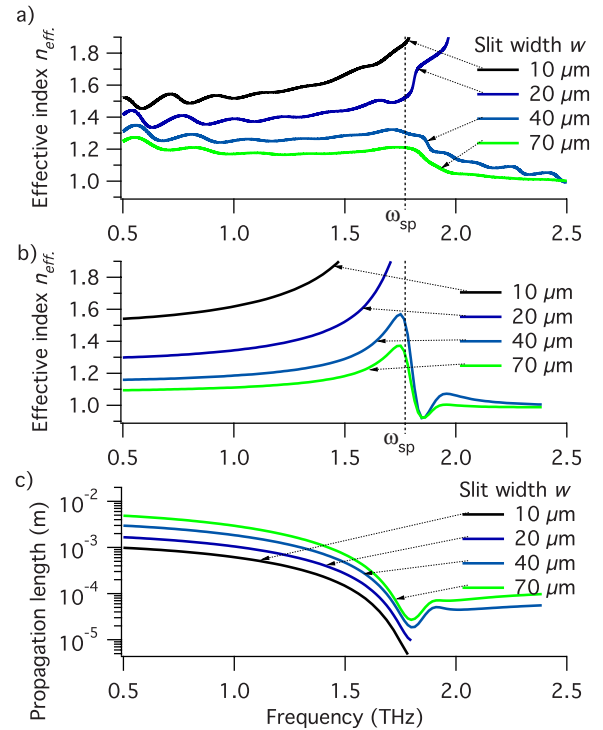 a)
Effective index n_eff.
1.8
1.6
1.4
1.2
1.0
Slit width w
10 µm
20 µm
40 µm
70 µm
ω_sp
0.5 1.0 1.5 2.0 2.5
b)
Effective index n_eff.
1.8
1.6
1.4
1.2
1.0
10 µm
20 µm
40 µm
70 µm
ω_sp
0.5 1.0 1.5 2.0 2.5
c)
Propagation length (m)
10⁻²
10⁻³
10⁻⁴
10⁻⁵
Slit width w
10 µm
20 µm
40 µm
70 µm
0.5 1.0 1.5 2.0 2.5
Frequency (THz)